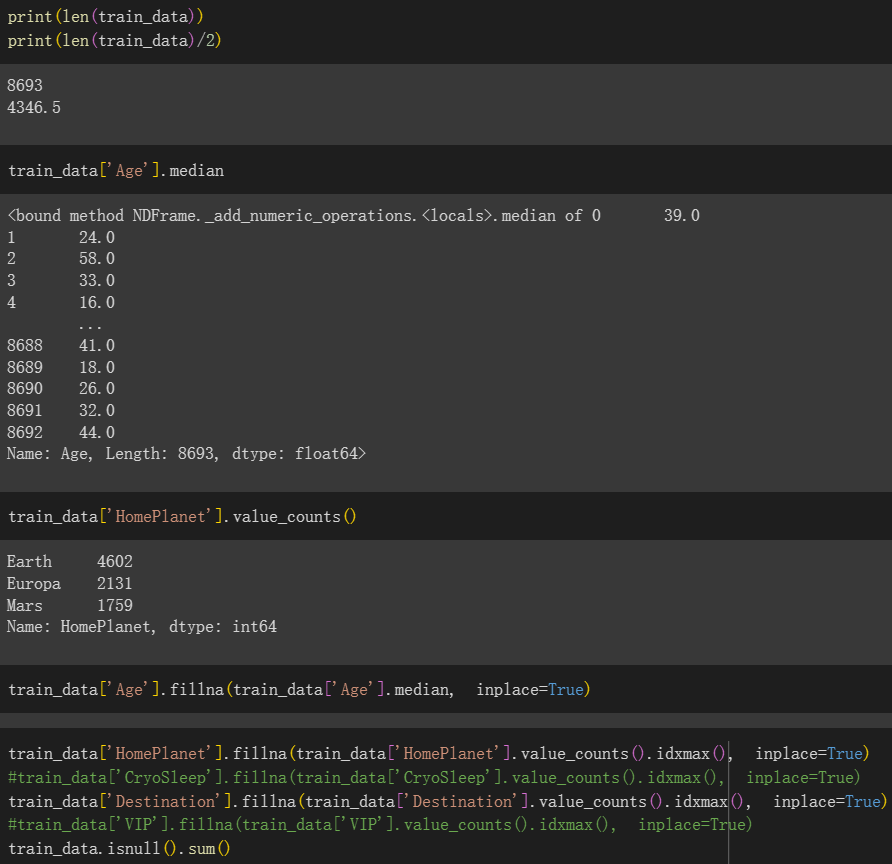 print(len(train_data))
print(len(train_data)/2)
8693
4346.5
train_data['Age'].median
<bound method NDFrame._add_numeric_operations.<locals>.median of 0       39.0
1       24.0
2       58.0
3       33.0
4       16.0
        ...
8688    41.0
8689    18.0
8690    26.0
8691    32.0
8692    44.0
Name: Age, Length: 8693, dtype: float64>
train_data['HomePlanet'].value_counts()
Earth     4602
Europa    2131
Mars      1759
Name: HomePlanet, dtype: int64
train_data['Age'].fillna(train_data['Age'].median,  inplace=True)
train_data['HomePlanet'].fillna(train_data['HomePlanet'].value_counts().idxmax(),  inplace=True)
#train_data['CryoSleep'].fillna(train_data['CryoSleep'].value_counts().idxmax(),  inplace=True)
train_data['Destination'].fillna(train_data['Destination'].value_counts().idxmax(),  inplace=True)
#train_data['VIP'].fillna(train_data['VIP'].value_counts().idxmax(),  inplace=True)
train_data.isnull().sum()